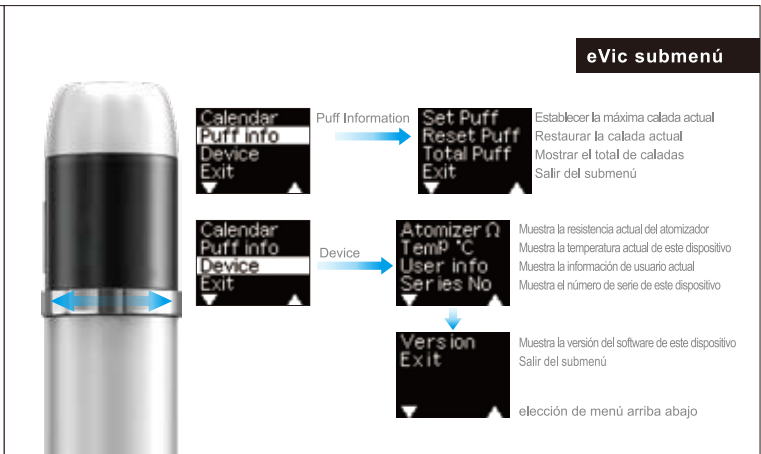 eVic submenú
Calendar
Puff info
Device
Exit
Puff Information
Set Puff
Reset Puff
Total Puff
Exit
Establecer la máxima calada actual
Restaurar la calada actual
Mostrar el total de caladas
Salir del submenú
Calendar
Puff info
Device
Exit
Device
Atomizer Ω
Temp °C
User info
Series No
Muestra la resistencia actual del atomizador
Muestra la temperatura actual de este dispositivo
Muestra la información de usuario actual
Muestra el número de serie de este dispositivo
Version
Exit
Muestra la versión del software de este dispositivo
Salir del submenú
elección de menú arriba abajo